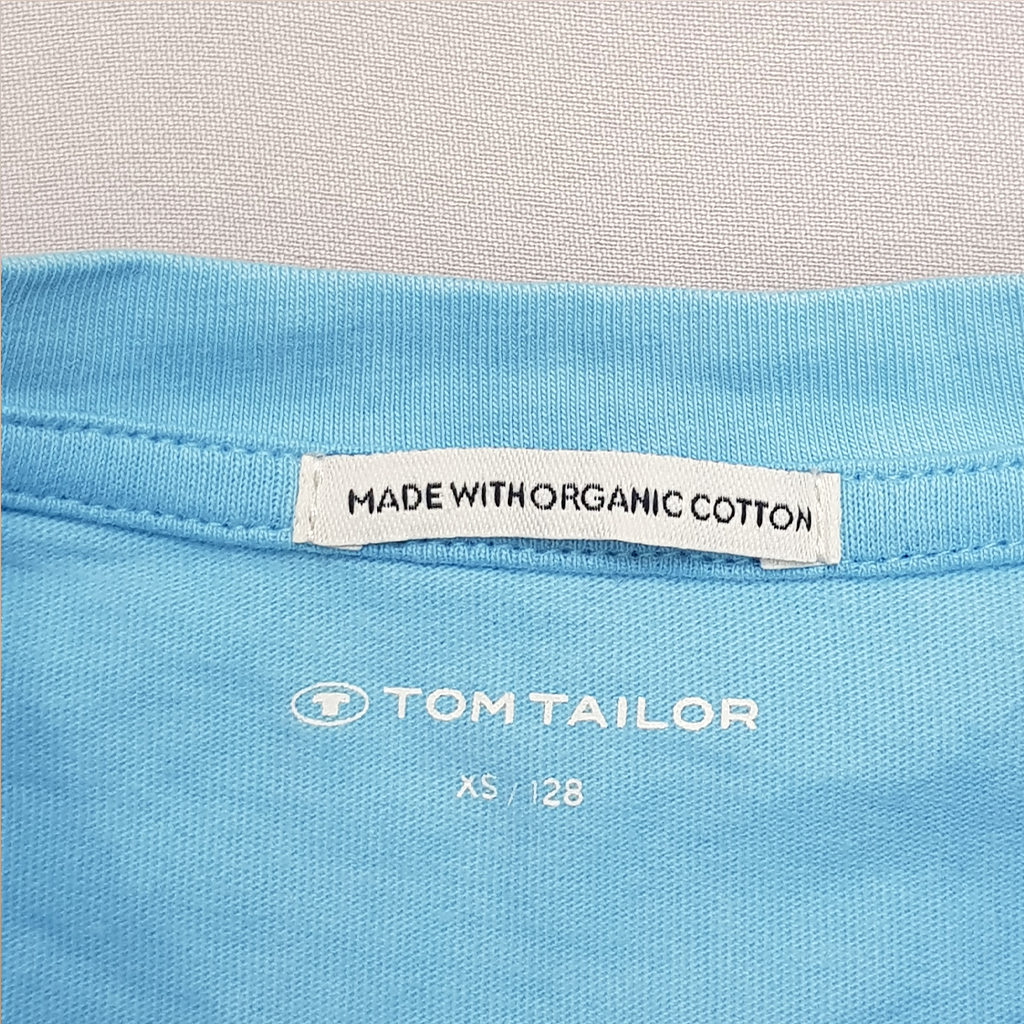 MADE WITH ORGANIC COTTON
TOM TAILOR
XS / 128